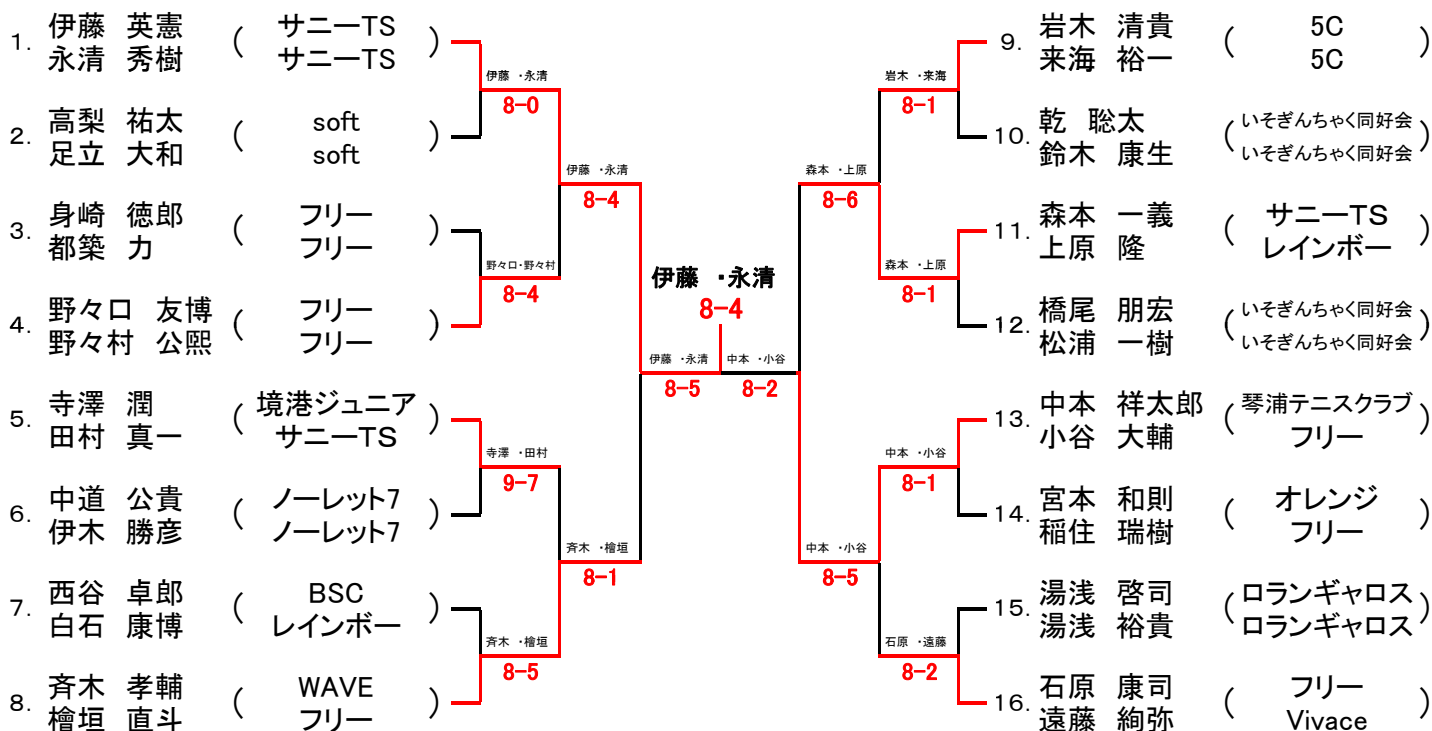 1. 伊藤 英憲 ( サニーTS )
永清 秀樹 サニーTS
伊藤 ・永清
8-0
2. 高梨 祐太 ( soft )
足立 大和 soft
伊藤 ・永清
8-4
3. 身崎 徳郎 ( フリー )
都築 力 フリー
野々口・野々村
8-4
4. 野々口 友博 ( フリー )
野々村 公熙 フリー
伊藤 ・永清
8-5
5. 寺澤 潤 ( 境港ジュニア )
田村 真一 サニーTS
寺澤 ・田村
9-7
6. 中道 公貴 ( ノーレット7 )
伊木 勝彦 ノーレット7
斉木 ・檜垣
8-1
7. 西谷 卓郎 ( BSC )
白石 康博 レインボー
斉木 ・檜垣
8-5
8. 斉木 孝輔 ( WAVE )
檜垣 直斗 フリー
伊藤 ・永清
8-4
9. 岩木 清貴 ( 5C )
来海 裕一 5C
岩木 ・来海
8-1
10. 乾 聡太 ( いそぎんちゃく同好会 )
鈴木 康生 いそぎんちゃく同好会
森本 ・上原
8-6
11. 森本 一義 ( サニーTS )
上原 隆 レインボー
森本 ・上原
8-1
12. 橋尾 朋宏 ( いそぎんちゃく同好会 )
松浦 一樹 いそぎんちゃく同好会
中本 ・小谷
8-2
13. 中本 祥太郎 ( 琴浦テニスクラブ )
小谷 大輔 フリー
中本 ・小谷
8-1
14. 宮本 和則 ( オレンジ )
稲住 瑞樹 フリー
中本 ・小谷
8-5
15. 湯浅 啓司 ( ロランギャロス )
湯浅 裕貴 ロランギャロス
石原 ・遠藤
8-2
16. 石原 康司 ( フリー )
遠藤 絢弥 Vivace